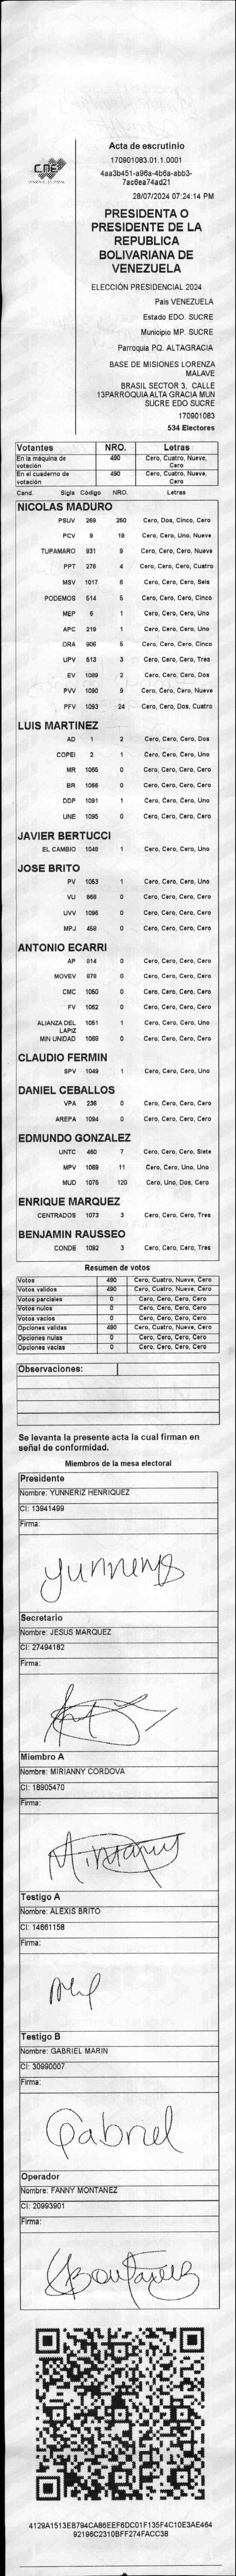 CNE
Acta de escrutinio
170901083.01.1.0001
4aa3b451-a96a-4b6a-abb3-
7ac6ea74ad21
28/07/2024 07:24:14 PM
PRESIDENTA O
PRESIDENTE DE LA
REPUBLICA
BOLIVARIANA DE
VENEZUELA
ELECCIÓN PRESIDENCIAL 2024
Pais VENEZUELA
Estado EDO. SUCRE
Municipio MP. SUCRE
Parroquia PQ. ALTAGRACIA
BASE DE MISIONES LORENZA
MALAVE
BRASIL SECTOR 3, CALLE
13PARROQUIA ALTA GRACIA MUN
SUCRE EDO SUCRE
170901083
534 Electores
Votantes NRO. Letras
En la máquina de votación 490 Cero, Cuatro, Nueve, Cero
En el cuaderno de votación 490 Cero, Cuatro, Nueve, Cero
Cand. Sigla Código NRO. Letras
NICOLAS MADURO
PSUV 269 250 Cero, Dos, Cinco, Cero
PCV 9 19 Cero, Cero, Uno, Nueve
TUPAMARO 931 9 Cero, Cero, Cero, Nueve
PPT 276 4 Cero, Cero, Cero, Cuatro
MSV 1017 6 Cero, Cero, Cero, Seis
PODEMOS 514 5 Cero, Cero, Cero, Cinco
MEP 6 1 Cero, Cero, Cero, Uno
APC 219 1 Cero, Cero, Cero, Uno
ORA 906 5 Cero, Cero, Cero, Cinco
UPV 513 3 Cero, Cero, Cero, Tres
EV 1089 2 Cero, Cero, Cero, Dos
PVV 1090 9 Cero, Cero, Cero, Nueve
PFV 1093 24 Cero, Cero, Dos, Cuatro
LUIS MARTINEZ
AD 1 2 Cero, Cero, Cero, Dos
COPEI 2 1 Cero, Cero, Cero, Uno
MR 1065 0 Cero, Cero, Cero, Cero
BR 1066 0 Cero, Cero, Cero, Cero
DDP 1091 1 Cero, Cero, Cero, Uno
UNE 1095 0 Cero, Cero, Cero, Cero
JAVIER BERTUCCI
EL CAMBIO 1048 1 Cero, Cero, Cero, Uno
JOSE BRITO
PV 1053 1 Cero, Cero, Cero, Uno
VU 868 0 Cero, Cero, Cero, Cero
UVV 1096 0 Cero, Cero, Cero, Cero
MPJ 458 0 Cero, Cero, Cero, Cero
ANTONIO ECARRI
AP 914 0 Cero, Cero, Cero, Cero
MOVEV 879 0 Cero, Cero, Cero, Cero
CMC 1050 0 Cero, Cero, Cero, Cero
FV 1062 0 Cero, Cero, Cero, Cero
ALIANZA DEL LAPIZ 1051 1 Cero, Cero, Cero, Uno
MIN UNIDAD 1068 0 Cero, Cero, Cero, Cero
CLAUDIO FERMIN
SPV 1049 1 Cero, Cero, Cero, Uno
DANIEL CEBALLOS
VPA 236 0 Cero, Cero, Cero, Cero
AREPA 1094 0 Cero, Cero, Cero, Cero
EDMUNDO GONZALEZ
UNTC 460 7 Cero, Cero, Cero, Siete
MPV 1069 11 Cero, Cero, Uno, Uno
MUD 1075 120 Cero, Uno, Dos, Cero
ENRIQUE MARQUEZ
CENTRADOS 1073 3 Cero, Cero, Cero, Tres
BENJAMIN RAUSSEO
CONDE 1092 3 Cero, Cero, Cero, Tres
Resumen de votos
Votos 490 Cero, Cuatro, Nueve, Cero
Votos validos 490 Cero, Cuatro, Nueve, Cero
Votos parciales 0 Cero, Cero, Cero, Cero
Votos nulos 0 Cero, Cero, Cero, Cero
Votos vacios 0 Cero, Cero, Cero, Cero
Opciones validas 490 Cero, Cuatro, Nueve, Cero
Opciones nulas 0 Cero, Cero, Cero, Cero
Opciones vacias 0 Cero, Cero, Cero, Cero
Observaciones:
Se levanta la presente acta la cual firman en
señal de conformidad.
Miembros de la mesa electoral
Presidente
Nombre: YUNNERIZ HENRIQUEZ
CI: 13941499
Firma:
Secretario
Nombre: JESUS MARQUEZ
CI: 27494182
Firma:
Miembro A
Nombre: MIRIANNY CORDOVA
CI: 18905470
Firma:
Testigo A
Nombre: ALEXIS BRITO
CI: 14661158
Firma:
Testigo B
Nombre: GABRIEL MARIN
CI: 30990007
Firma:
Gabriel
Operador
Nombre: FANNY MONTAÑEZ
CI: 20993901
Firma:
4129A1513EB794CA86EEF6DC01F135F4C10E3AE464
92196C2310BFF274FACC38